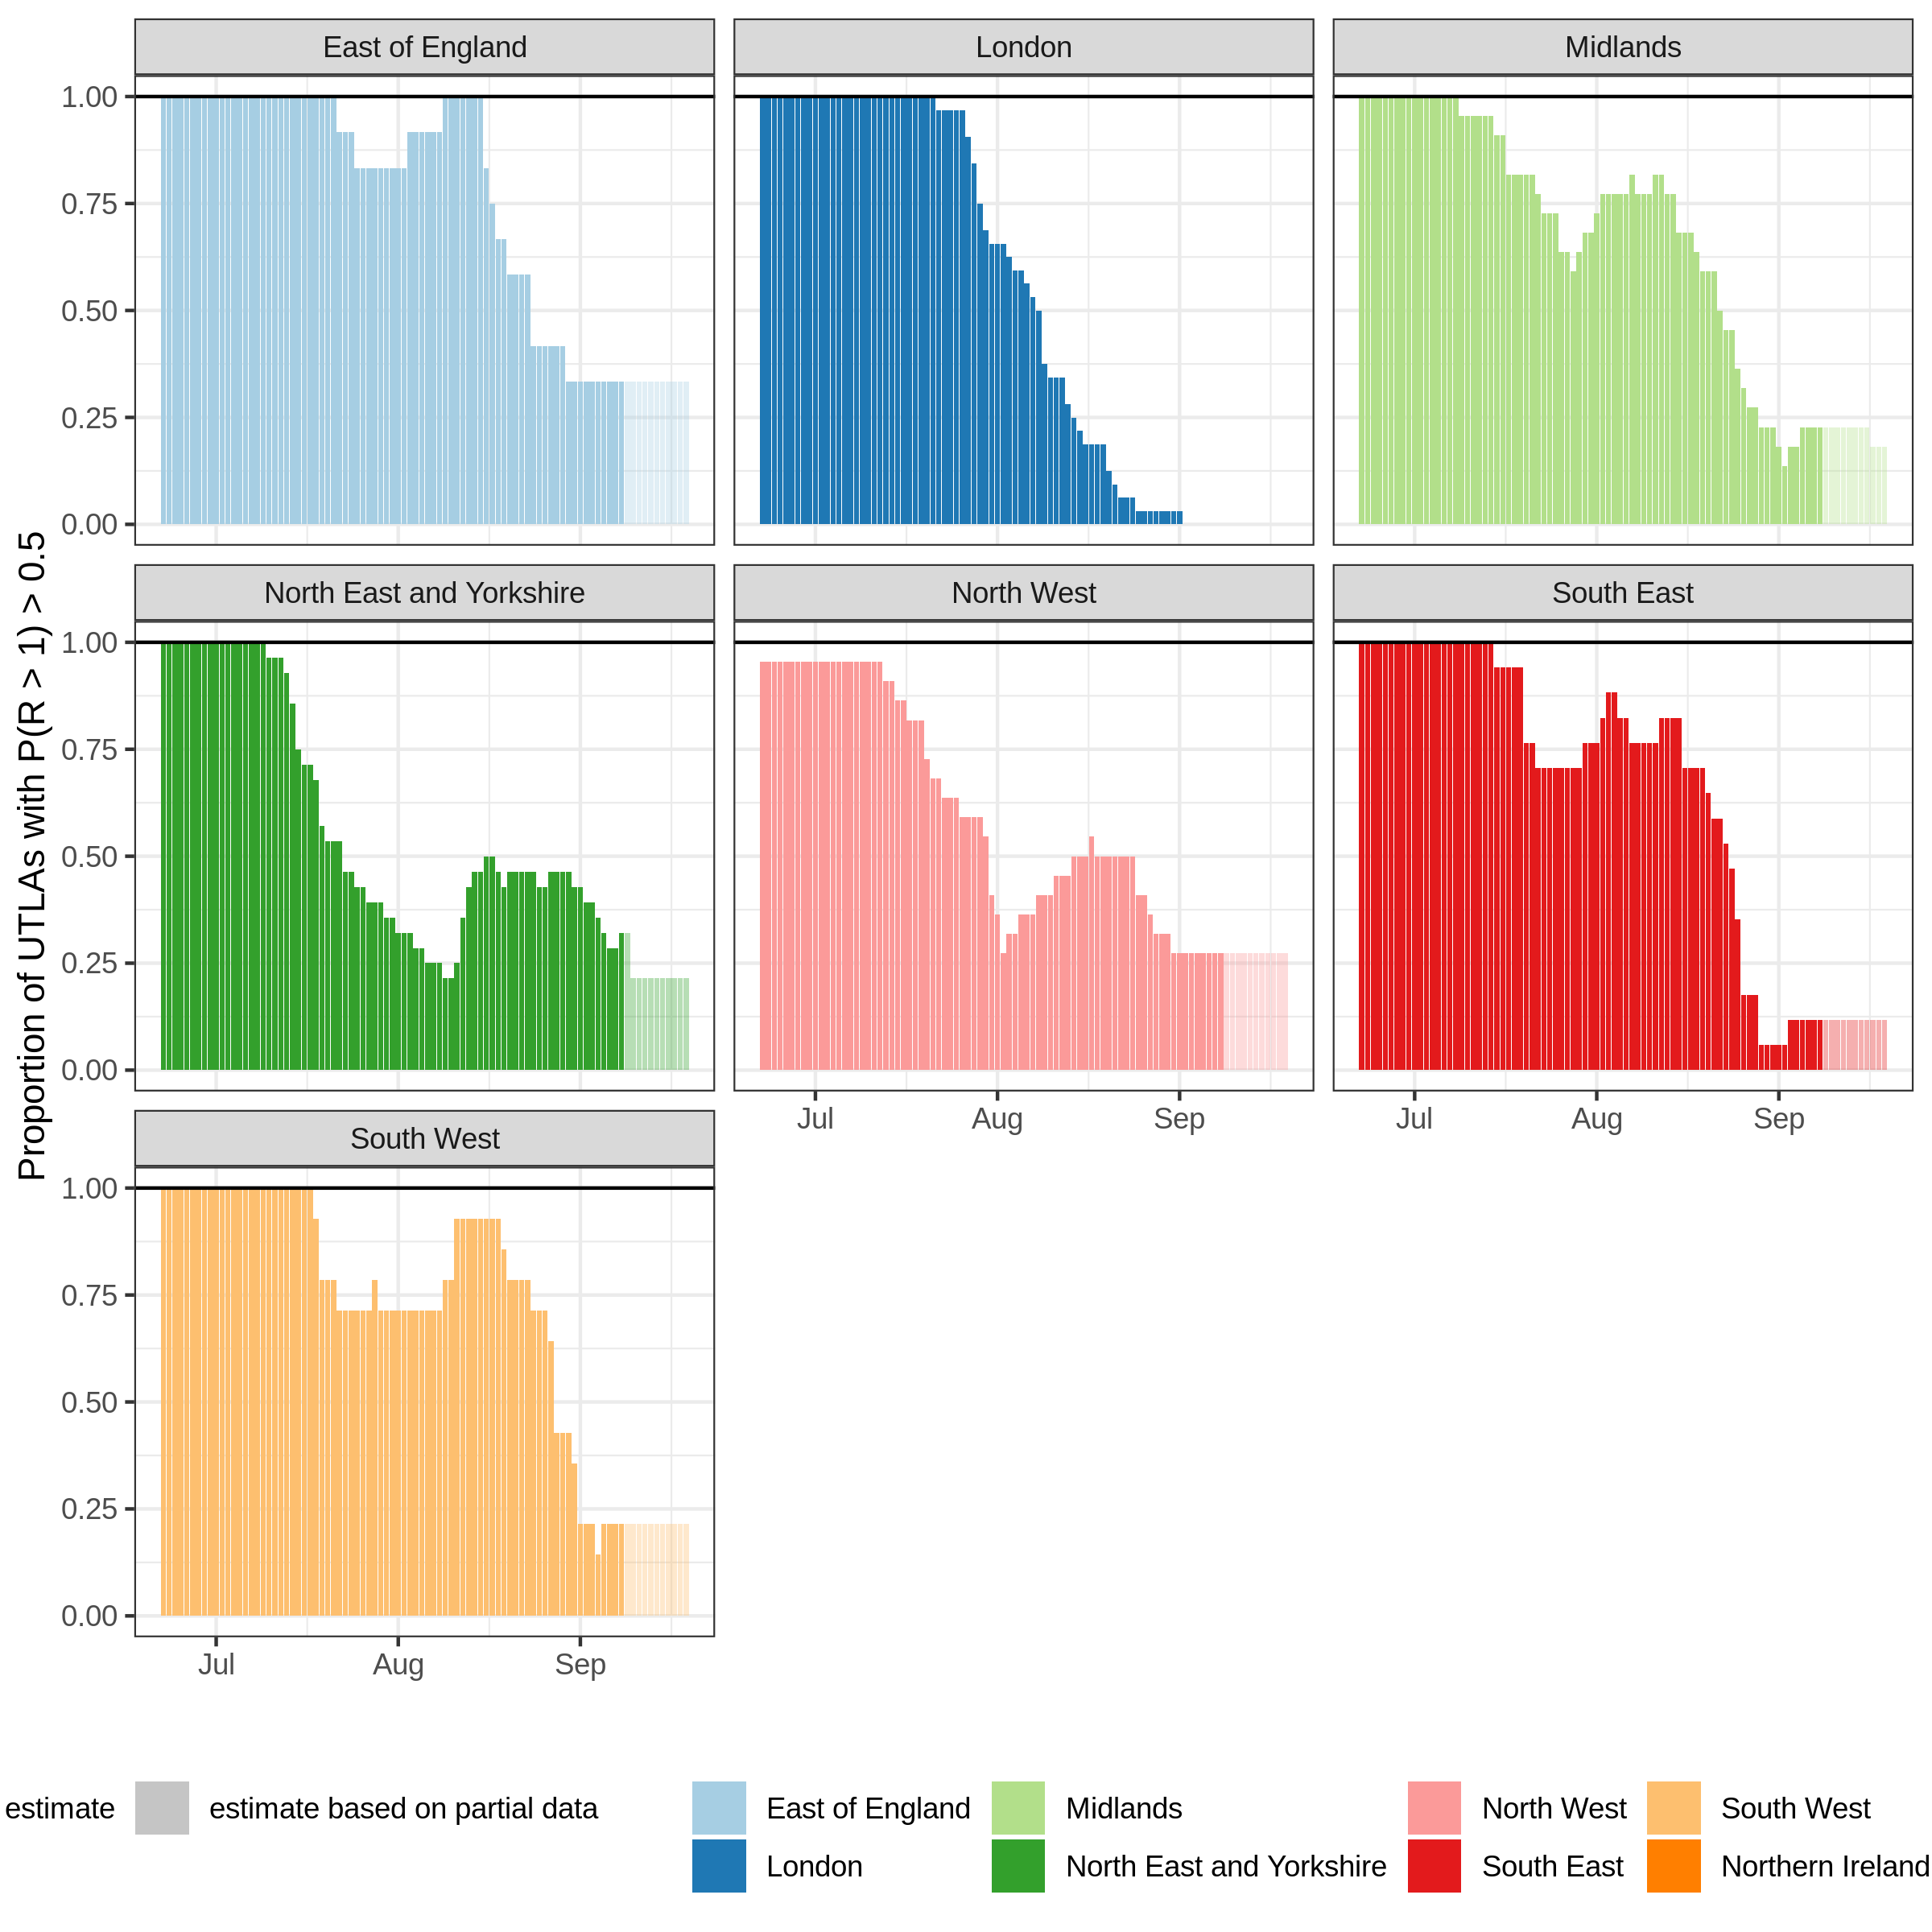 East of England
London
Midlands
1.00
0.75
0.50
0.25
0.00
North East and Yorkshire
North West
South East
1.00
0.75
0.50
0.25
0.00
Jul Aug Sep
Jul Aug Sep
South West
1.00
0.75
0.50
0.25
0.00
Jul Aug Sep
Proportion of UTLAs with P(R > 1) > 0.5
estimate
estimate based on partial data
East of England
London
Midlands
North East and Yorkshire
North West
South East
South West
Northern Ireland